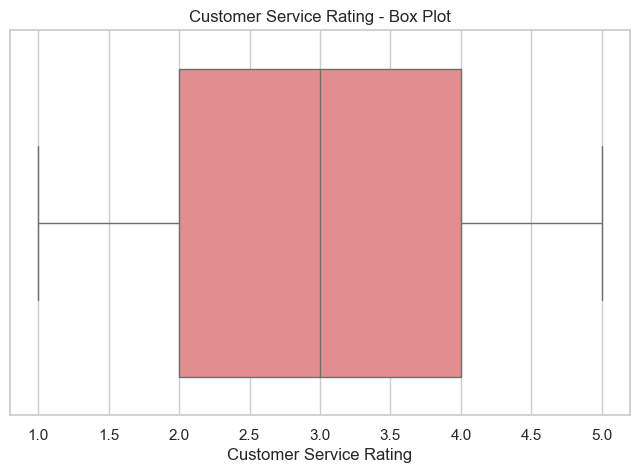 Customer Service Rating - Box Plot
1.0 1.5 2.0 2.5 3.0 3.5 4.0 4.5 5.0
Customer Service Rating